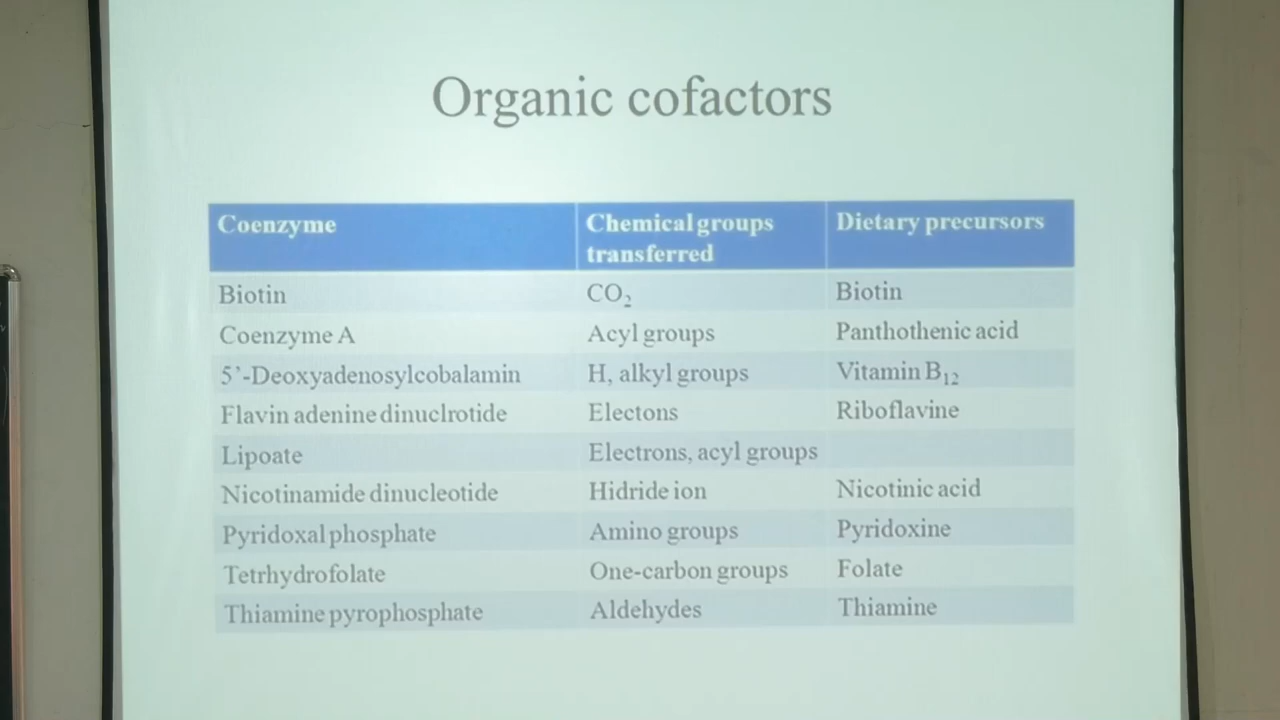 Organic cofactors
Coenzyme Chemical groups transferred Dietary precursors
Biotin CO₂ Biotin
Coenzyme A Acyl groups Panthothenic acid
5’-Deoxyadenosylcobalamin H, alkyl groups Vitamin B₁₂
Flavin adenine dinuclrotide Electons Riboflavine
Lipoate Electrons, acyl groups
Nicotinamide dinucleotide Hidride ion Nicotinic acid
Pyridoxal phosphate Amino groups Pyridoxine
Tetrhydrofolate One-carbon groups Folate
Thiamine pyrophosphate Aldehydes Thiamine